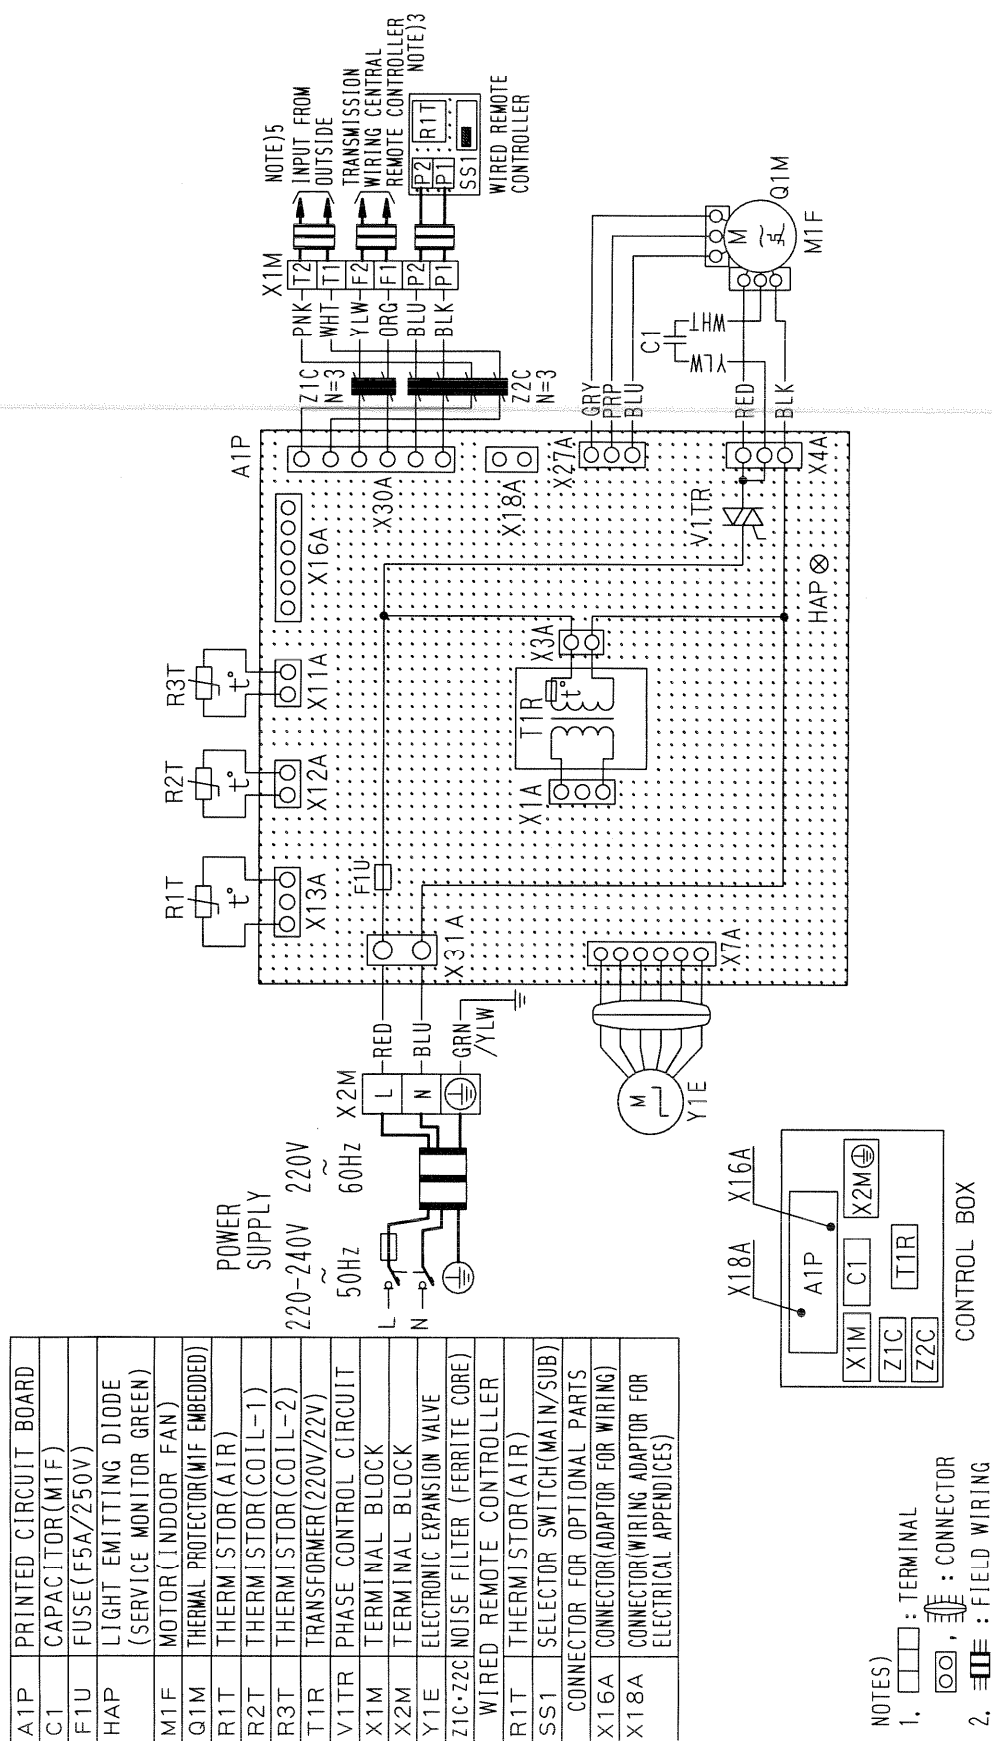 A1P PRINTED CIRCUIT BOARD
C1 CAPACITOR(M1F)
F1U FUSE(F5A/250V)
HAP LIGHT EMITTING DIODE
(SERVICE MONITOR GREEN)
M1F MOTOR(INDOOR FAN)
Q1M THERMAL PROTECTOR(M1F EMBEDDED)
R1T THERMISTOR(AIR)
R2T THERMISTOR(COIL-1)
R3T THERMISTOR(COIL-2)
T1R TRANSFORMER(220V/22V)
V1TR PHASE CONTROL CIRCUIT
X1M TERMINAL BLOCK
X2M TERMINAL BLOCK
Y1E ELECTRONIC EXPANSION VALVE
Z1C·Z2C NOISE FILTER (FERRITE CORE)
WIRED REMOTE CONTROLLER
R1T THERMISTOR(AIR)
SS1 SELECTOR SWITCH(MAIN/SUB)
CONNECTOR FOR OPTIONAL PARTS
X16A CONNECTOR(ADAPTOR FOR WIRING)
X18A CONNECTOR(WIRING ADAPTOR FOR
ELECTRICAL APPENDICES)
NOTES)
1. : TERMINAL
, : CONNECTOR
2. : FIELD WIRING
POWER
SUPPLY
220-240V 220V
~ ~
50Hz 60Hz
L
N
X2M
L
N
RED
BLU
GRN
/YLW
X31A
F1U
R1T
t°
X13A
R2T
t°
X12A
R3T
t°
X11A
X16A
A1P
X30A
X18A
X27A
X4A
V1TR
HAP
X3A
T1R
t°
X1A
X7A
M
Y1E
Z1C
N=3
Z2C
N=3
PNK
WHT
YLW
ORG
BLU
BLK
X1M
T2
T1
F2
F1
P2
P1
NOTE)5
INPUT FROM
OUTSIDE
TRANSMISSION
WIRING CENTRAL
REMOTE CONTROLLER
NOTE)3
P2
P1
R1T
SS1
WIRED REMOTE
CONTROLLER
GRY
PRP
BLU
RED
BLK
YLW
WHT
C1
M
~
Q1M
M1F
X18A
X16A
A1P
X1M
C1
X2M
Z1C
Z2C
T1R
CONTROL BOX